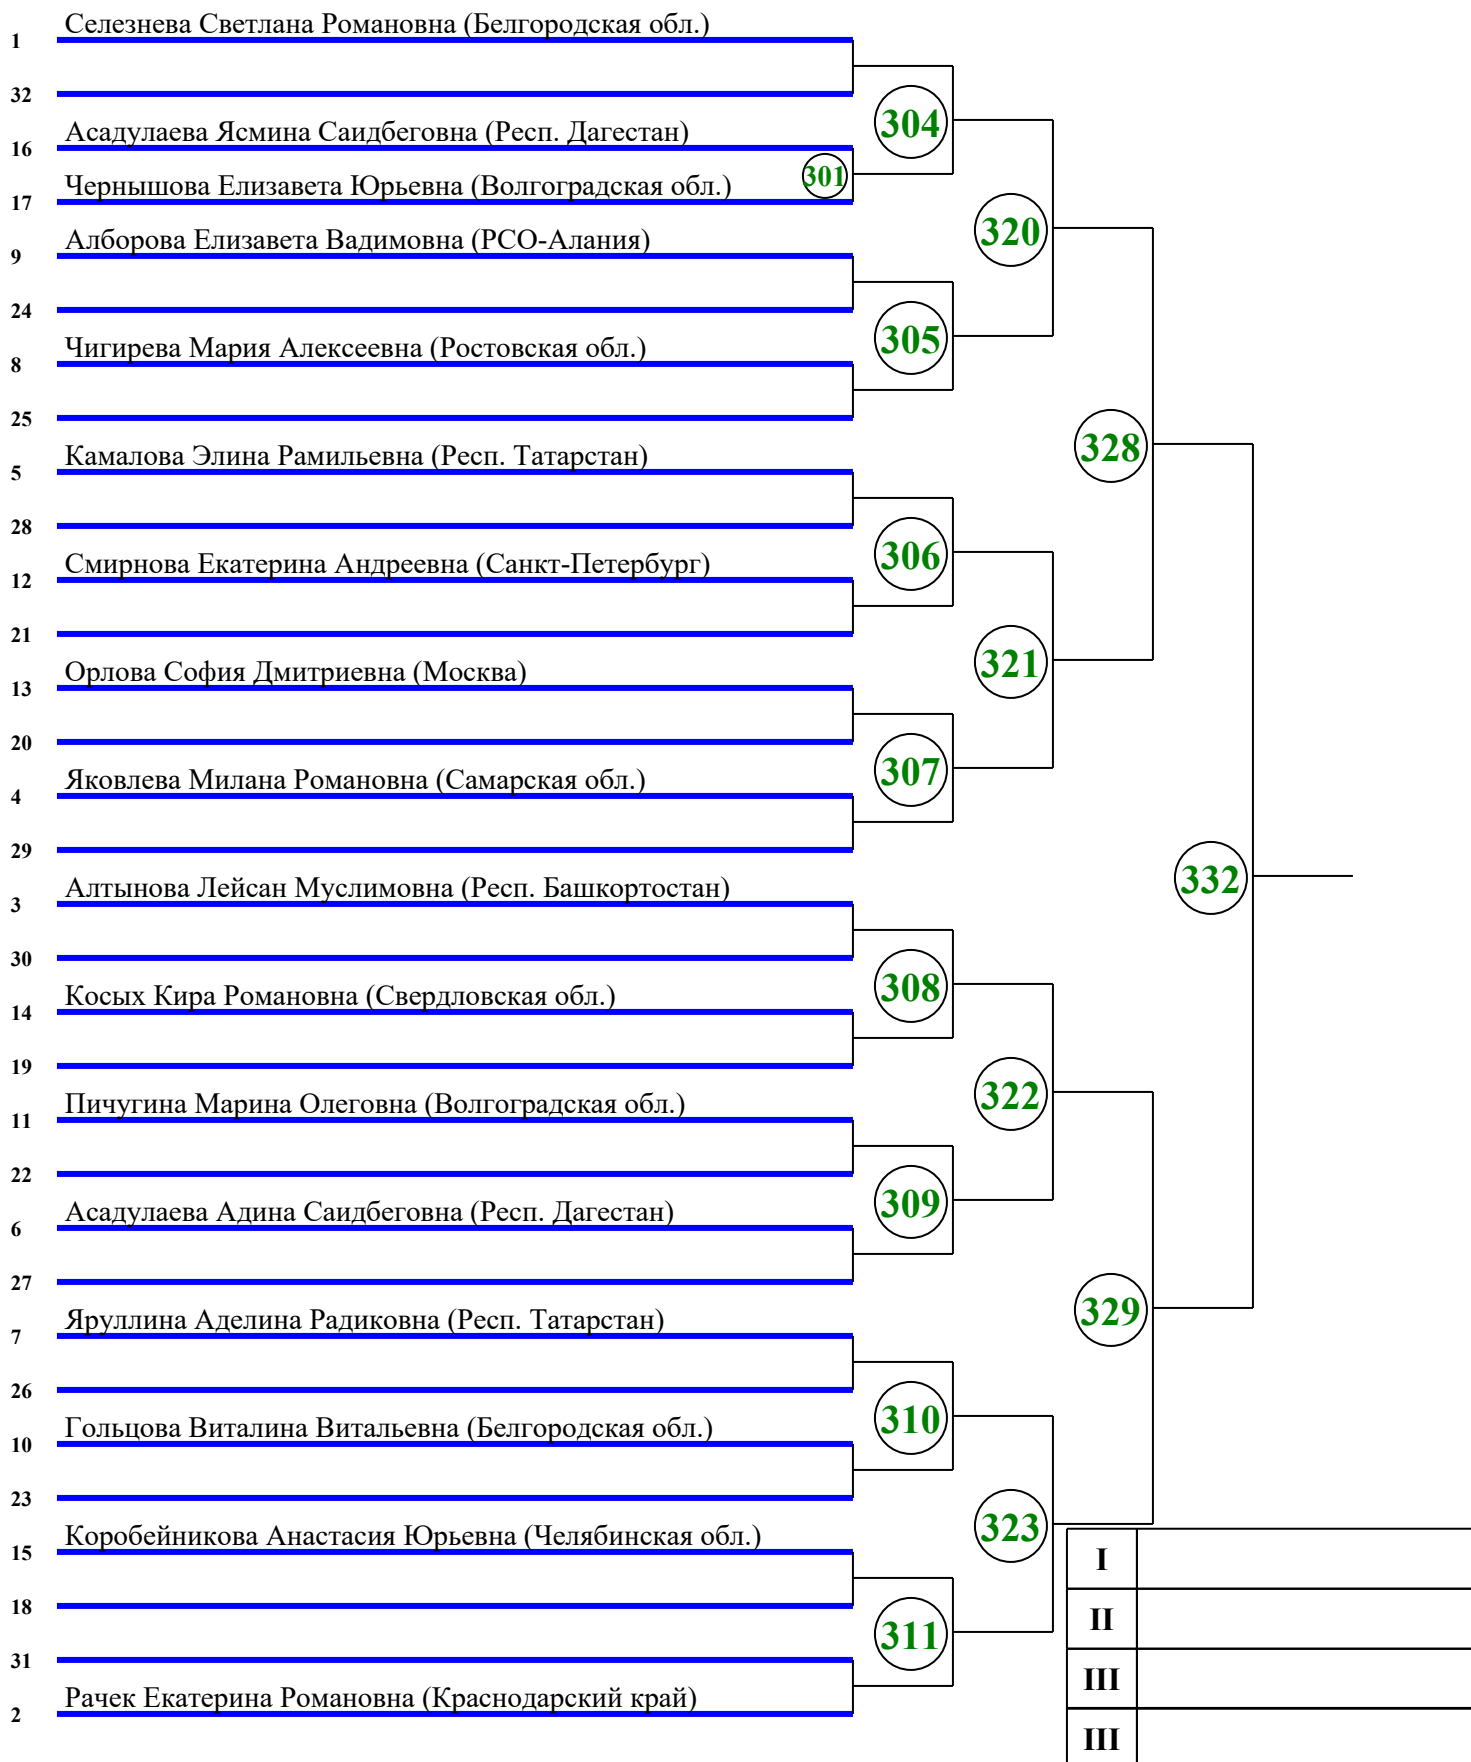 1 Селезнева Светлана Романовна (Белгородская обл.)
32
304
16 Асадулаева Ясмина Саидбеговна (Респ. Дагестан)
301
17 Чернышова Елизавета Юрьевна (Волгоградская обл.)
320
9 Алборова Елизавета Вадимовна (РСО-Алания)
24
305
8 Чигирева Мария Алексеевна (Ростовская обл.)
25
328
5 Камалова Элина Рамильевна (Респ. Татарстан)
28
306
12 Смирнова Екатерина Андреевна (Санкт-Петербург)
21
321
13 Орлова София Дмитриевна (Москва)
20
307
4 Яковлева Милана Романовна (Самарская обл.)
29
332
3 Алтынова Лейсан Муслимовна (Респ. Башкортостан)
30
308
14 Косых Кира Романовна (Свердловская обл.)
19
322
11 Пичугина Марина Олеговна (Волгоградская обл.)
22
309
6 Асадулаева Адина Саидбеговна (Респ. Дагестан)
27
329
7 Яруллина Аделина Радиковна (Респ. Татарстан)
26
310
10 Гольцова Виталина Витальевна (Белгородская обл.)
23
323
15 Коробейникова Анастасия Юрьевна (Челябинская обл.)
I
18
II
311
31
III
2 Рачек Екатерина Романовна (Краснодарский край)
III